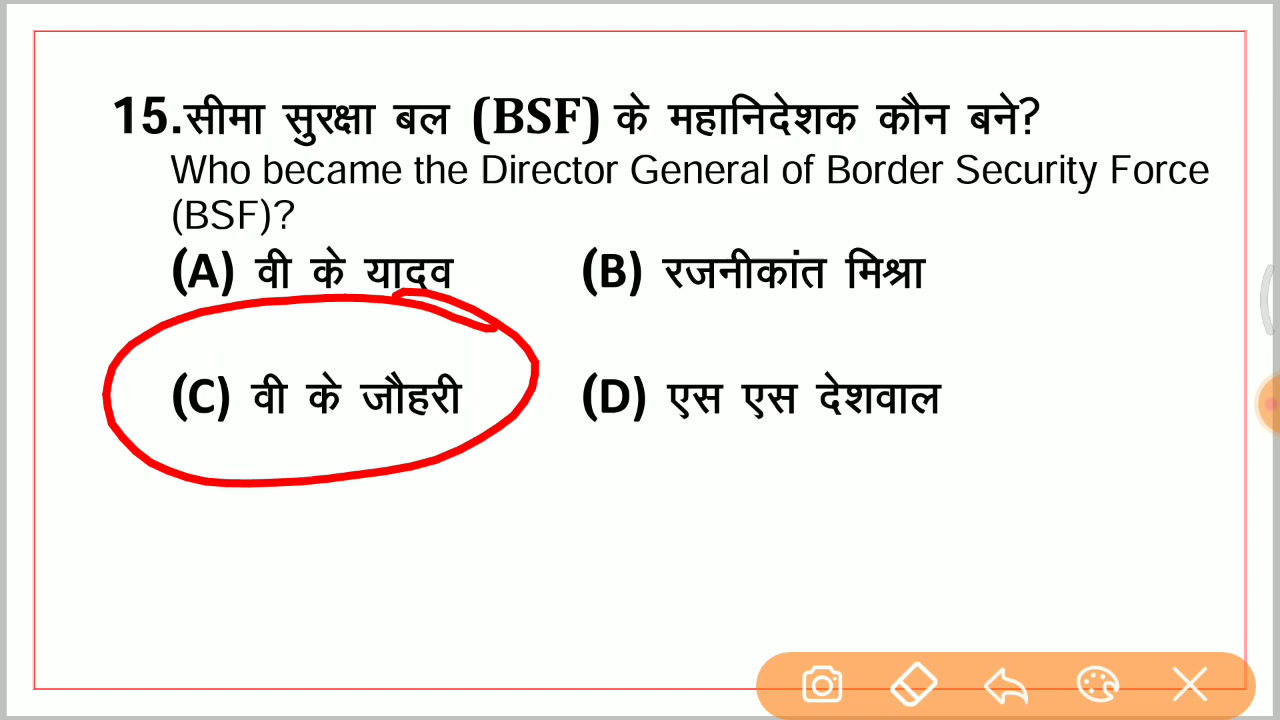 15.सीमा सुरक्षा बल (BSF) के महानिदेशक कौन बने?
Who became the Director General of Border Security Force
(BSF)?
(A) वी के यादव (B) रजनीकांत मिश्रा
(C) वी के जौहरी (D) एस एस देशवाल